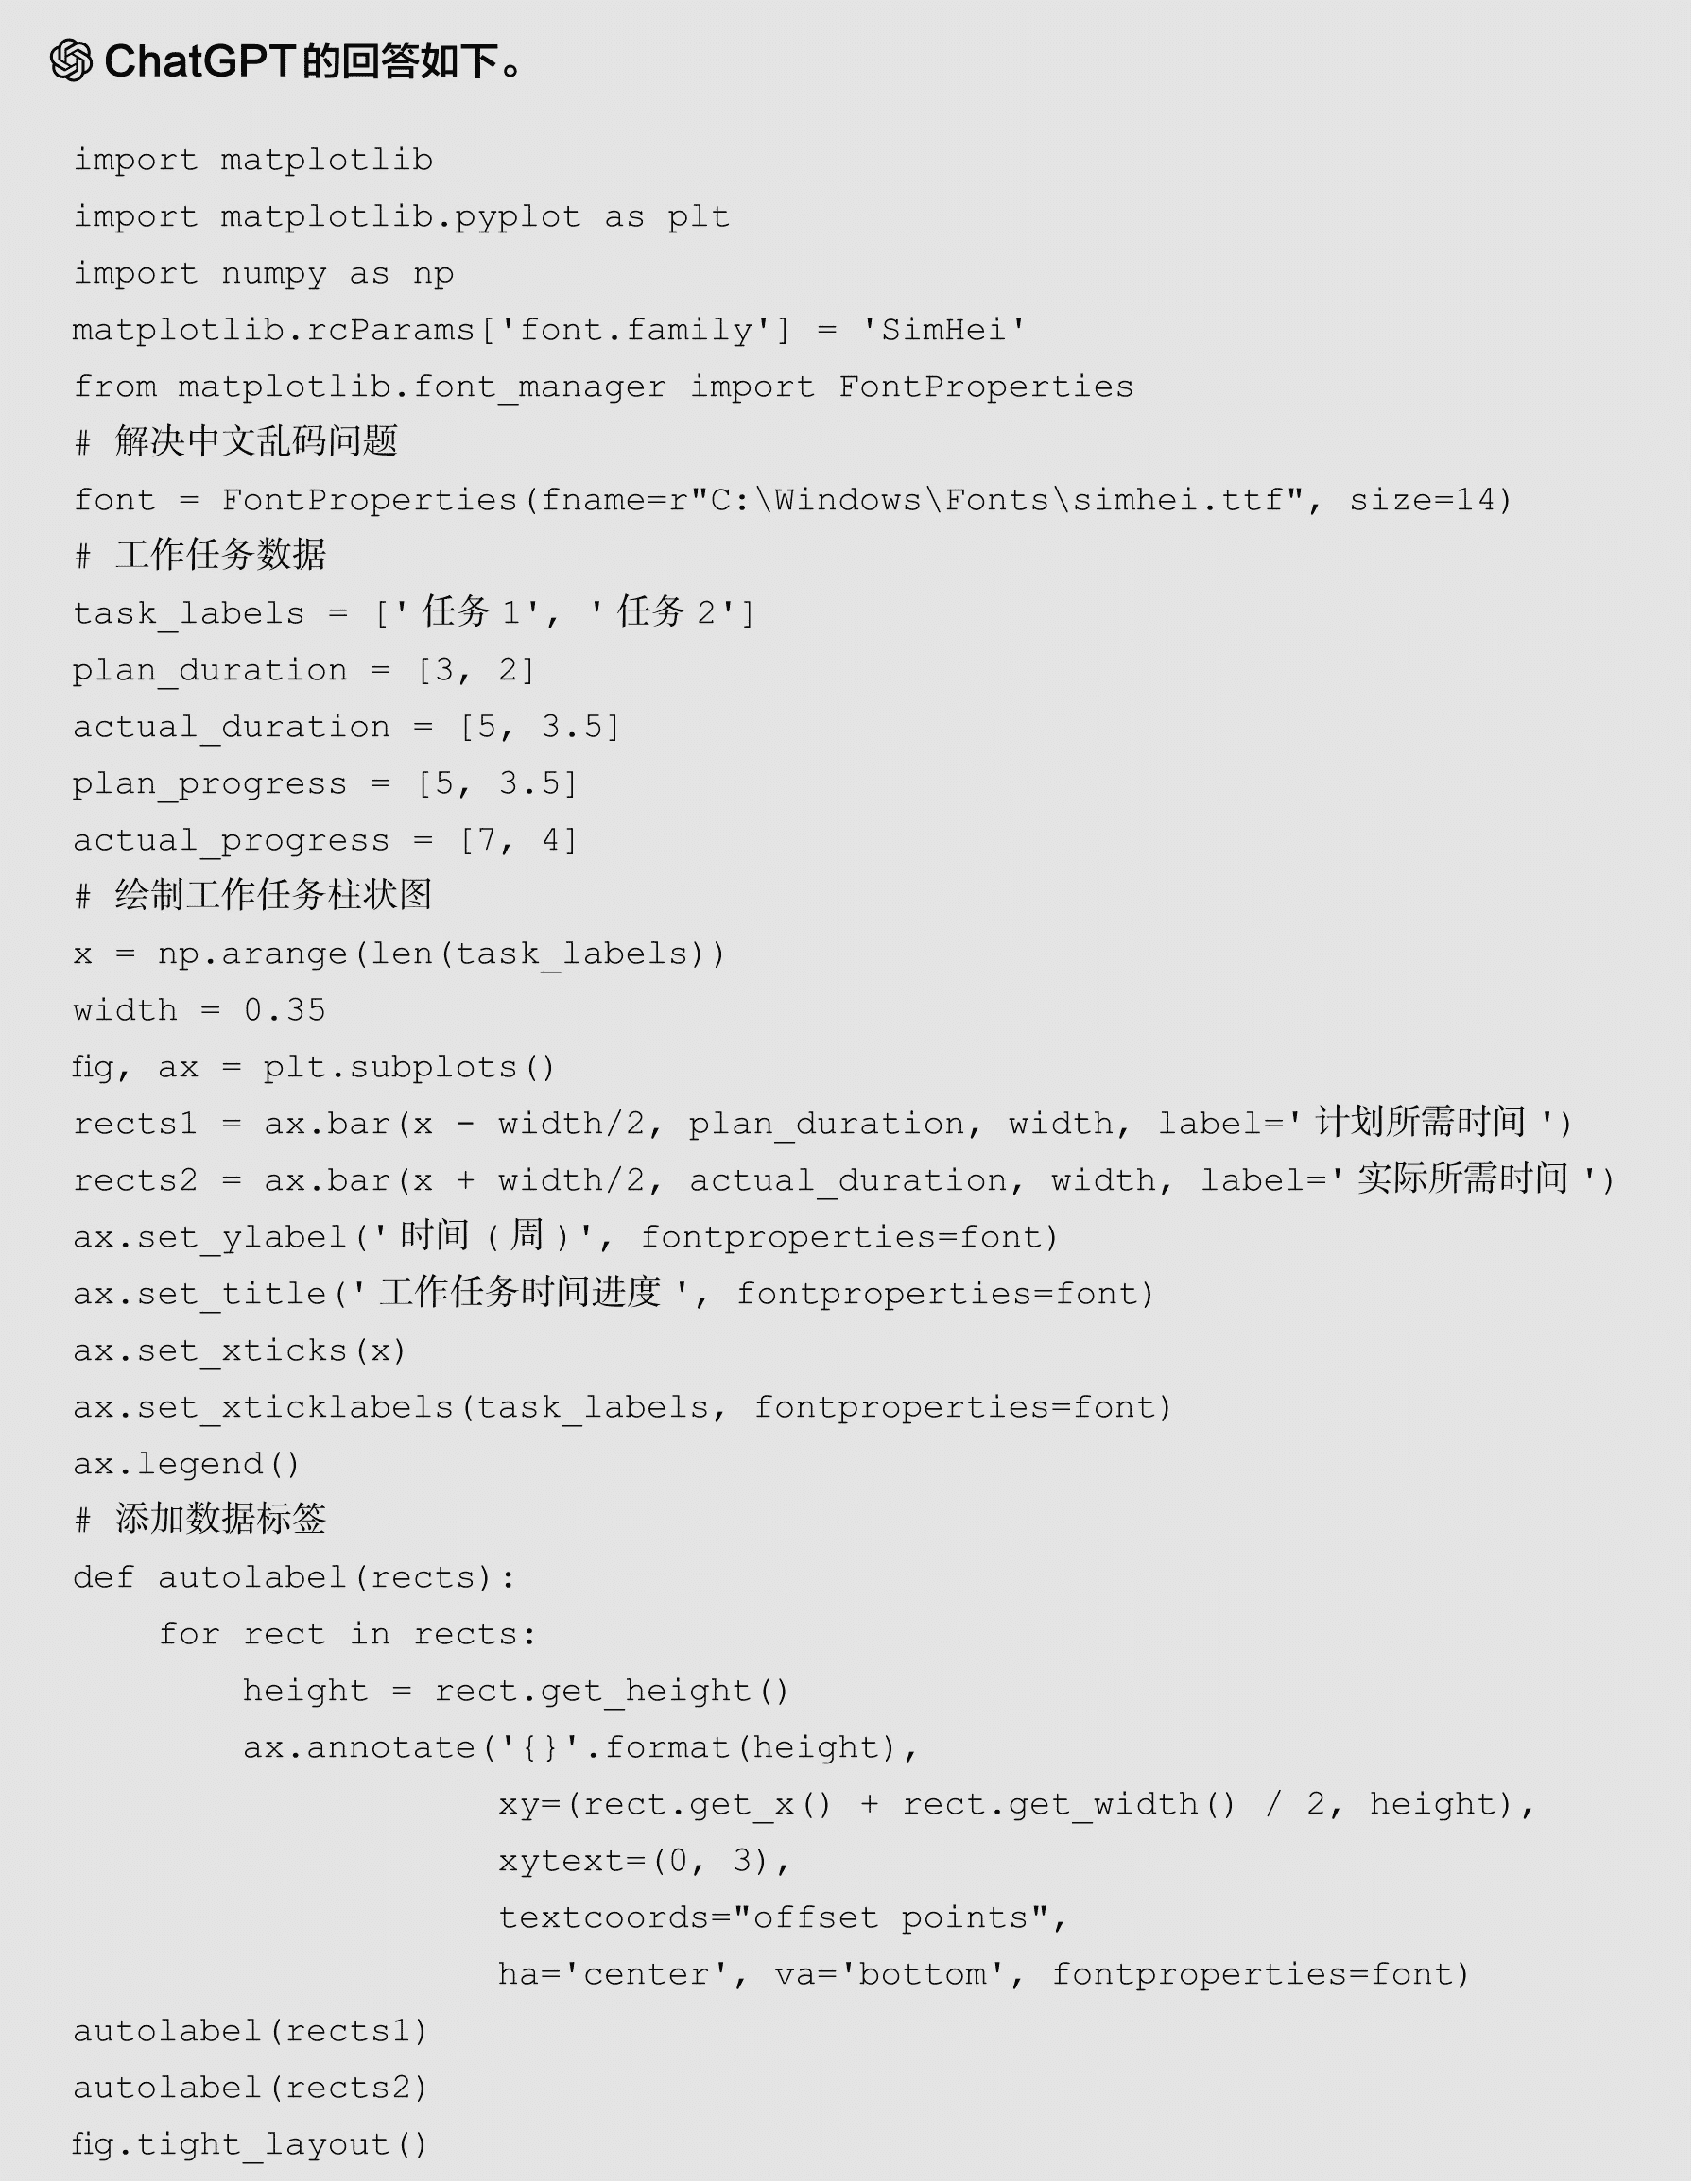 ChatGPT的回答如下。
import matplotlib
import matplotlib.pyplot as plt
import numpy as np
matplotlib.rcParams['font.family'] = 'SimHei'
from matplotlib.font_manager import FontProperties
# 解决中文乱码问题
font = FontProperties(fname=r"C:\Windows\Fonts\simhei.ttf", size=14)
# 工作任务数据
task_labels = ['任务1', '任务2']
plan_duration = [3, 2]
actual_duration = [5, 3.5]
plan_progress = [5, 3.5]
actual_progress = [7, 4]
# 绘制工作任务柱状图
x = np.arange(len(task_labels))
width = 0.35
fig, ax = plt.subplots()
rects1 = ax.bar(x - width/2, plan_duration, width, label='计划所需时间')
rects2 = ax.bar(x + width/2, actual_duration, width, label='实际所需时间')
ax.set_ylabel('时间(周)', fontproperties=font)
ax.set_title('工作任务时间进度', fontproperties=font)
ax.set_xticks(x)
ax.set_xticklabels(task_labels, fontproperties=font)
ax.legend()
# 添加数据标签
def autolabel(rects):
    for rect in rects:
        height = rect.get_height()
        ax.annotate('{}'.format(height),
                    xy=(rect.get_x() + rect.get_width() / 2, height),
                    xytext=(0, 3),
                    textcoords="offset points",
                    ha='center', va='bottom', fontproperties=font)
autolabel(rects1)
autolabel(rects2)
fig.tight_layout()